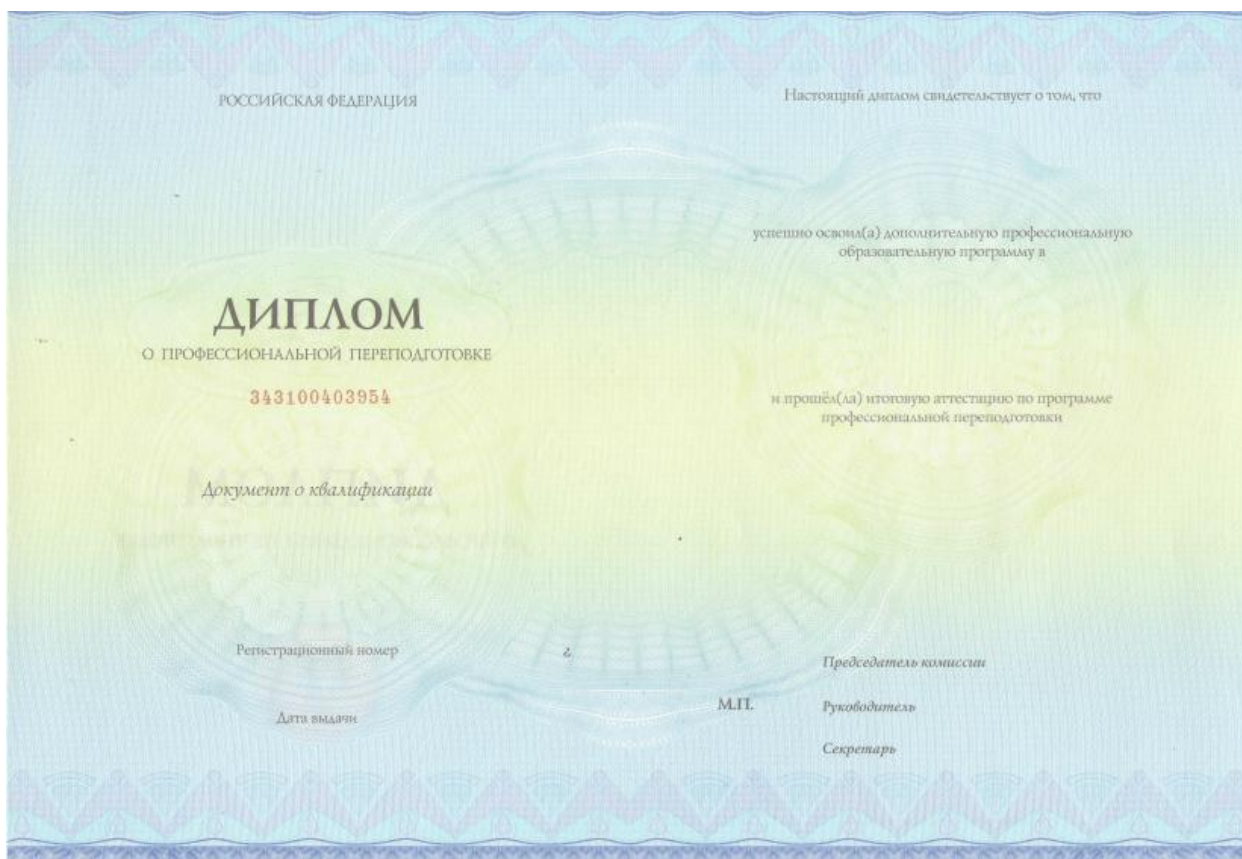 РОССИЙСКАЯ ФЕДЕРАЦИЯ
ДИПЛОМ
О ПРОФЕССИОНАЛЬНОЙ ПЕРЕПОДГОТОВКЕ
343100403954
Документ о квалификации
Регистрационный номер
Дата выдачи
Настоящий диплом свидетельствует о том, что
успешно освоил(а) дополнительную профессиональную
образовательную программу в
и прошёл(ла) итоговую аттестацию по программе
профессиональной переподготовки
г
Председатель комиссии
М.П.
Руководитель
Секретарь